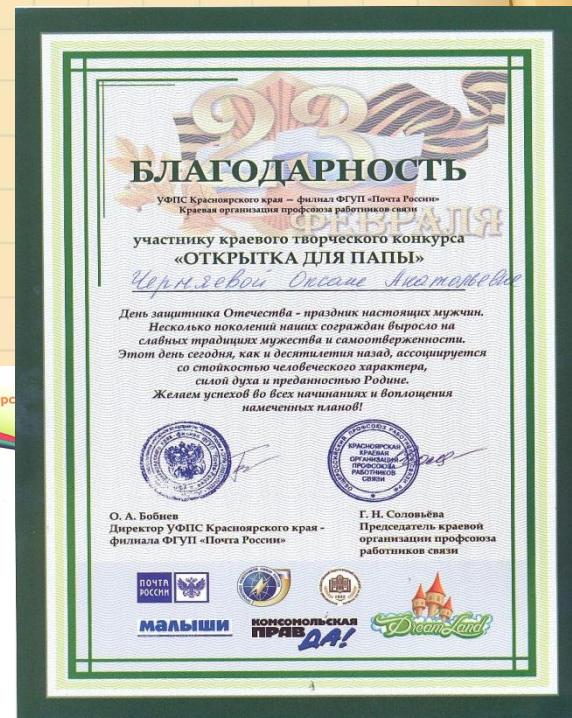 23
ФЕВРАЛЯ
БЛАГОДАРНОСТЬ
УФПС Красноярского края — филиал ФГУП «Почта России»
Краевая организация профсоюза работников связи
участнику краевого творческого конкурса
«ОТКРЫТКА ДЛЯ ПАПЫ»
Черняевой Оксане Анатольевне
День защитника Отечества - праздник настоящих мужчин.
Несколько поколений наших сограждан выросло на
славных традициях мужества и самоотверженности.
Этот день сегодня, как и десятилетия назад, ассоциируется
со стойкостью человеческого характера,
силой духа и преданностью Родине.
Желаем успехов во всех начинаниях и воплощения
намеченных планов!
КРАСНОЯРСКАЯ
КРАЕВАЯ
ОРГАНИЗАЦИЯ
ПРОФСОЮЗА
РАБОТНИКОВ
СВЯЗИ
О. А. Бобнев
Директор УФПС Красноярского края -
филиала ФГУП «Почта России»
Г. Н. Соловьёва
Председатель краевой
организации профсоюза
работников связи
ПОЧТА
РОССИИ
малыши
КОМСОМОЛЬСКАЯ
ПРАВДА!
DreamLand